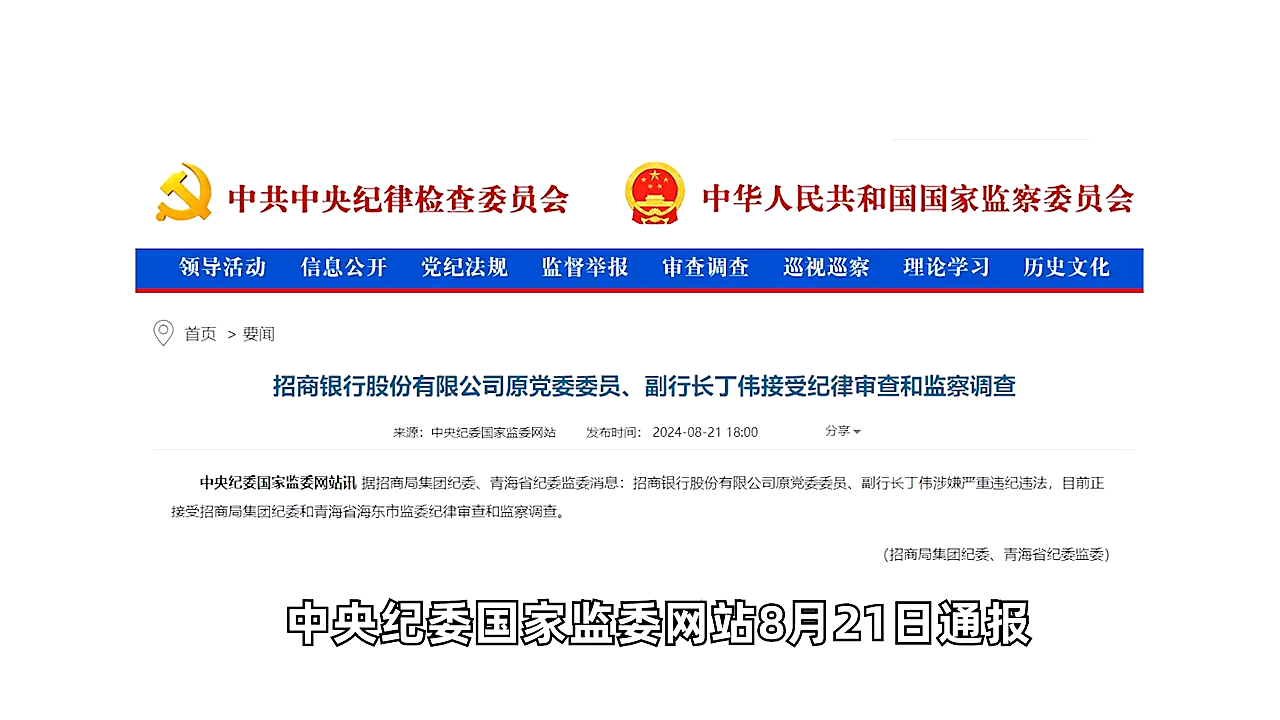 中共中央纪律检查委员会 中华人民共和国国家监察委员会
领导活动 信息公开 党纪法规 监督举报 审查调查 巡视巡察 理论学习 历史文化
首页 > 要闻
招商银行股份有限公司原党委委员、副行长丁伟接受纪律审查和监察调查
来源：中央纪委国家监委网站 发布时间： 2024-08-21 18:00 分享
中央纪委国家监委网站讯 据招商局集团纪委、青海省纪委监委消息：招商银行股份有限公司原党委委员、副行长丁伟涉嫌严重违纪违法，目前正
接受招商局集团纪委和青海省海东市监委纪律审查和监察调查。
（招商局集团纪委、青海省纪委监委）
中央纪委国家监委网站8月21日通报